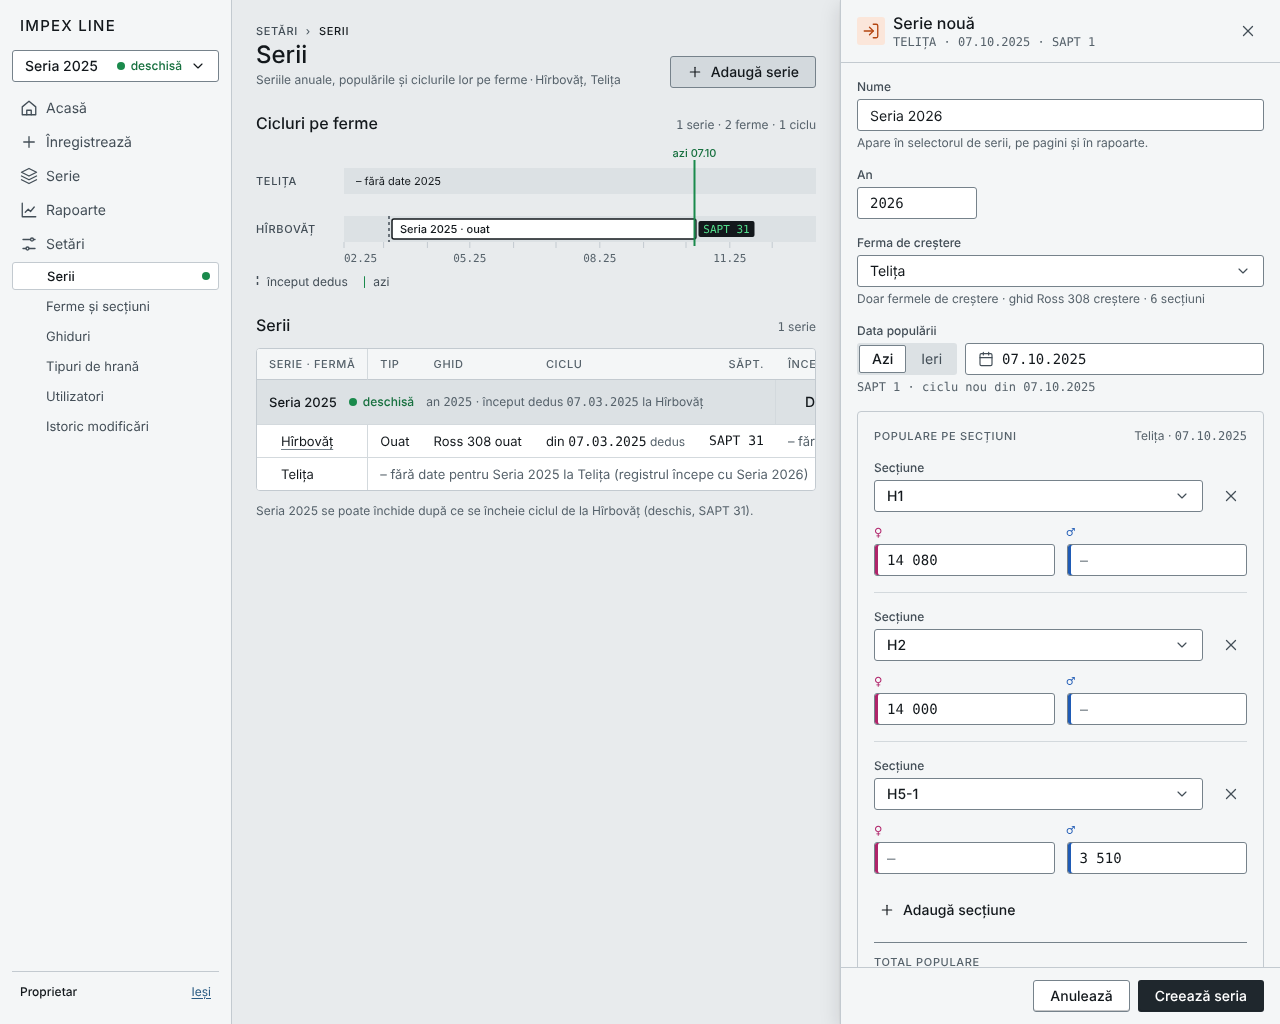 IMPEX LINE
Seria 2025 deschisă
Acasă
Înregistrează
Serie
Rapoarte
Setări
Serii
Ferme și secțiuni
Ghiduri
Tipuri de hrană
Utilizatori
Istoric modificări
Proprietar Ieși
SETĂRI › SERII
Serii
Seriile anuale, populările și ciclurile lor pe ferme · Hîrbovăț, Telița
Adaugă serie
Cicluri pe ferme
1 serie · 2 ferme · 1 ciclu
azi 07.10
TELIȚA – fără date 2025
HÎRBOVĂȚ Seria 2025 · ouat SAPT 31
02.25 05.25 08.25 11.25
început dedus azi
Serii 1 serie
SERIE · FERMĂ TIP GHID CICLU SĂPT. ÎNCE
Seria 2025 deschisă an 2025 · început dedus 07.03.2025 la Hîrbovăț D
Hîrbovăț Ouat Ross 308 ouat din 07.03.2025 dedus SAPT 31 – făr
Telița – fără date pentru Seria 2025 la Telița (registrul începe cu Seria 2026)
Seria 2025 se poate închide după ce se încheie ciclul de la Hîrbovăț (deschis, SAPT 31).
Serie nouă
TELIȚA · 07.10.2025 · SAPT 1
Nume
Seria 2026
Apare în selectorul de serii, pe pagini și în rapoarte.
An
2026
Ferma de creștere
Telița
Doar fermele de creștere · ghid Ross 308 creștere · 6 secțiuni
Data populării
Azi Ieri 07.10.2025
SAPT 1 · ciclu nou din 07.10.2025
POPULARE PE SECȚIUNI Telița · 07.10.2025
Secțiune
H1
♀ ♂
14 080 –
Secțiune
H2
♀ ♂
14 000 –
Secțiune
H5-1
♀ ♂
– 3 510
Adaugă secțiune
TOTAL POPULARE
Anulează Creează seria